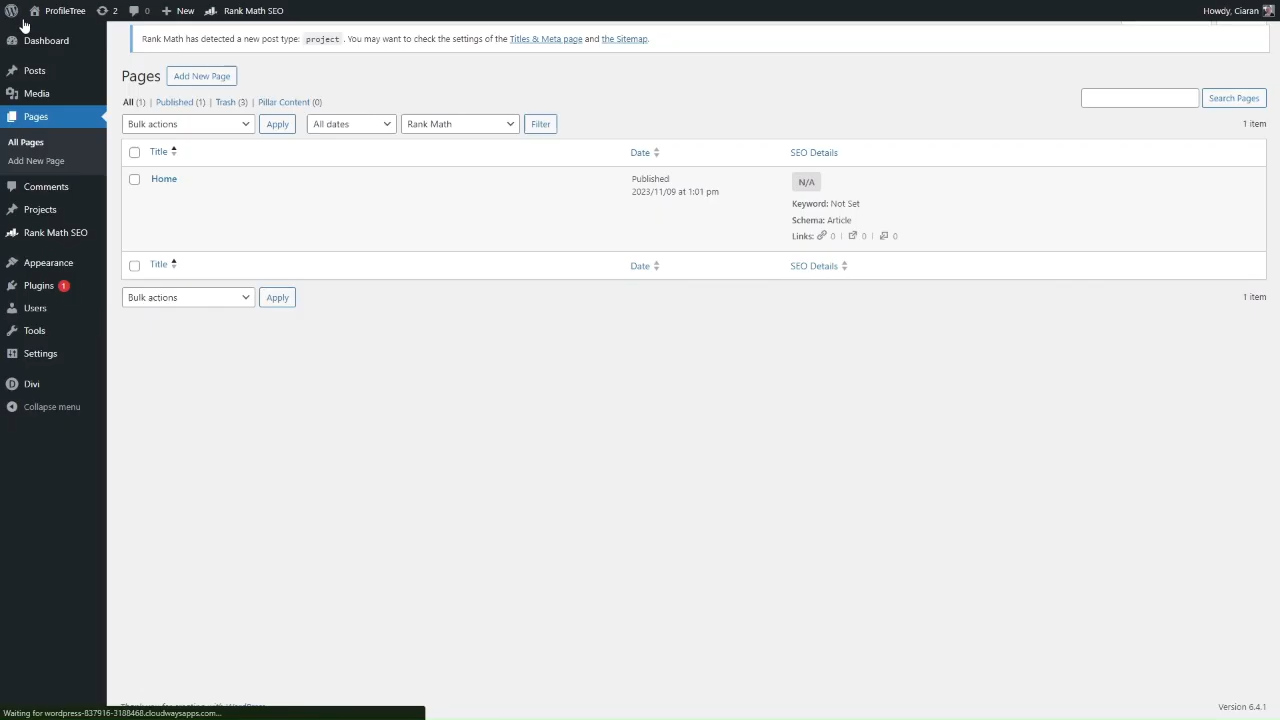 ProfileTree 2 0 New Rank Math SEO Howdy, Ciaran
Dashboard
Posts
Media
Pages
All Pages
Add New Page
Comments
Projects
Rank Math SEO
Appearance
Plugins 1
Users
Tools
Settings
Divi
Collapse menu
Rank Math has detected a new post type: project. You may want to check the settings of the Titles & Meta page and the Sitemap.
Pages Add New Page
All (1) | Published (1) | Trash (3) | Pillar Content (0)
Search Pages
Bulk actions Apply All dates Rank Math Filter 1 item
Title Date SEO Details
Home Published
2023/11/09 at 1:01 pm
N/A
Keyword: Not Set
Schema: Article
Links: 0 | 0 | 0
Title Date SEO Details
Bulk actions Apply 1 item
Waiting for wordpress-837916-3188468.cloudwaysapps.com...
Version 6.4.1